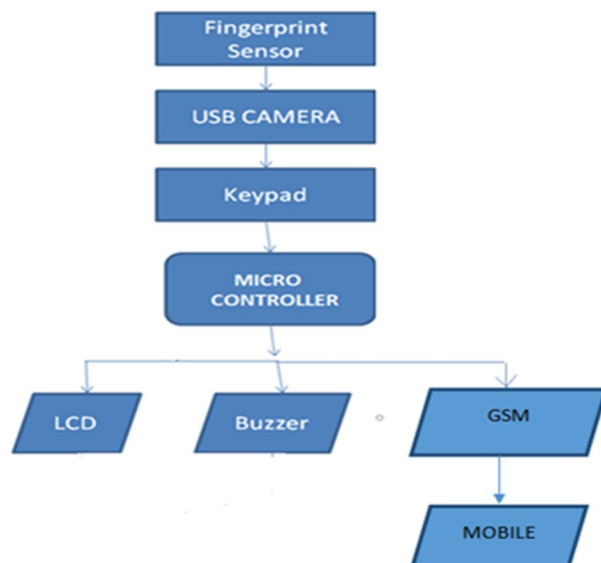 Fingerprint
Sensor
USB CAMERA
Keypad
MICRO
CONTROLLER
LCD
Buzzer
GSM
MOBILE